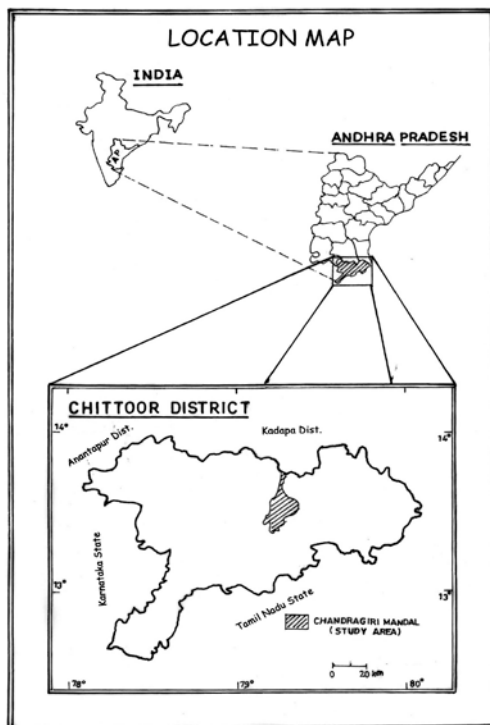 LOCATION MAP
INDIA
A.P
ANDHRA PRADESH
CHITTOOR DISTRICT
14°
14°
Anantapur Dist.
Kadapa Dist.
Karnataka State
13°
13°
Tamil Nadu State
CHANDRAGIRI MANDAL
(STUDY AREA)
0 20 km
78°
79°
80°